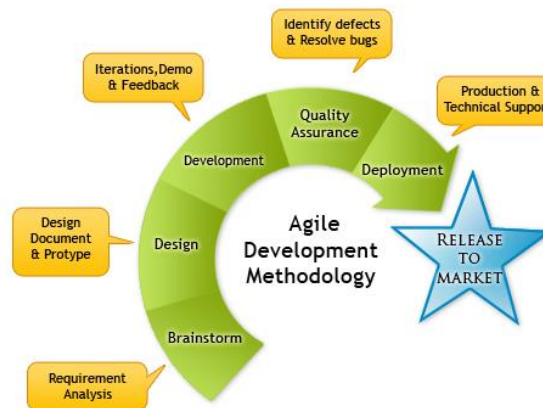 Identify defects
& Resolve bugs
Iterations,Demo
& Feedback
Production &
Technical Support
Quality
Assurance
Development
Deployment
Design
Document
& Protype
Design
Agile
Development
Methodology
RELEASE
TO
MARKET
Brainstorm
Requirement
Analysis